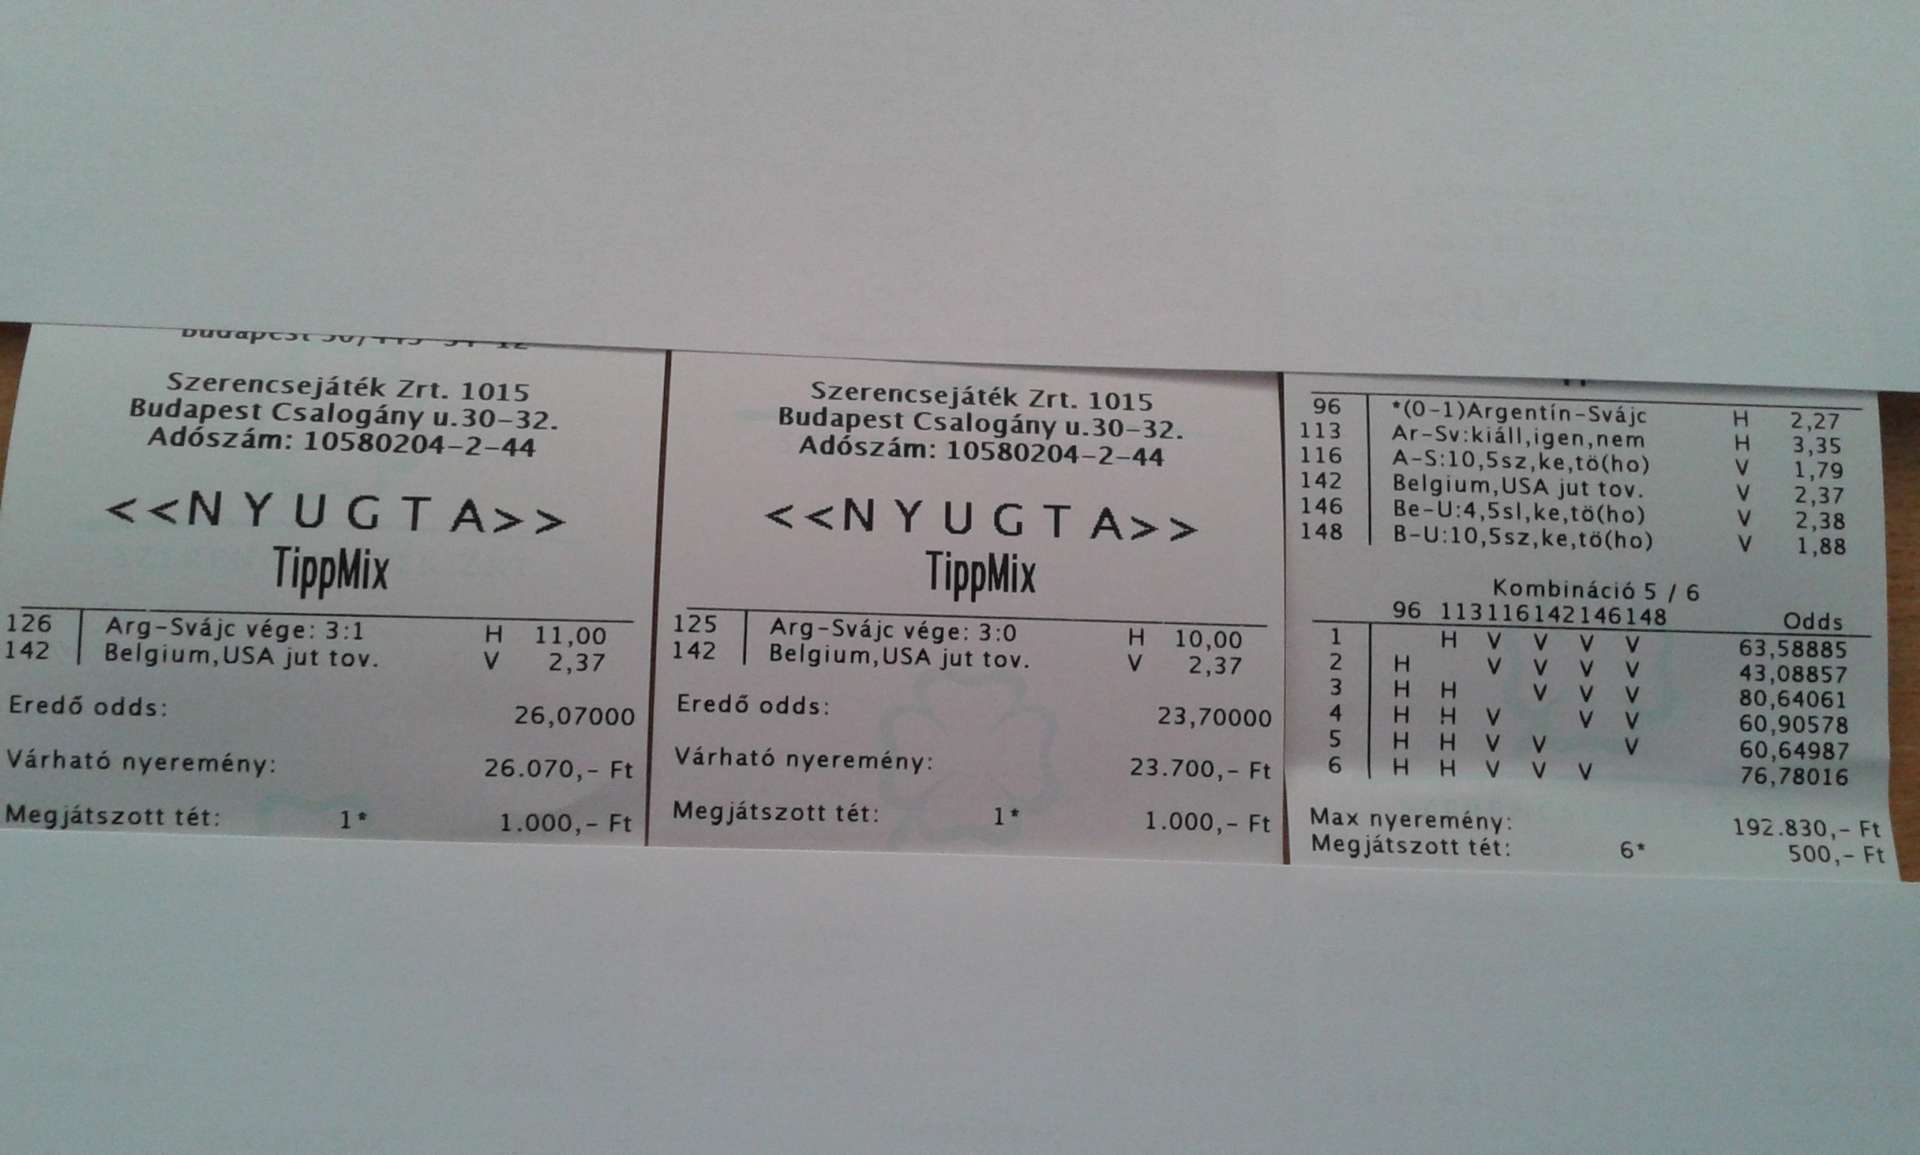 Szerencsejáték Zrt. 1015
Budapest Csalogány u.30-32.
Adószám: 10580204-2-44
<<NYUGTA>>
TippMix
126 Arg-Svájc vége: 3:1 H 11,00
142 Belgium,USA jut tov. V 2,37
Eredő odds: 26,07000
Várható nyeremény: 26.070,- Ft
Megjátszott tét: 1* 1.000,- Ft
Szerencsejáték Zrt. 1015
Budapest Csalogány u.30-32.
Adószám: 10580204-2-44
<<NYUGTA>>
TippMix
125 Arg-Svájc vége: 3:0 H 10,00
142 Belgium,USA jut tov. V 2,37
Eredő odds: 23,70000
Várható nyeremény: 23.700,- Ft
Megjátszott tét: 1* 1.000,- Ft
96 *(0-1)Argentín-Svájc H 2,27
113 Ar-Sv:kiáll,igen,nem H 3,35
116 A-S:10,5sz,ke,tö(ho) V 1,79
142 Belgium,USA jut tov. V 2,37
146 Be-U:4,5sl,ke,tö(ho) V 2,38
148 B-U:10,5sz,ke,tö(ho) V 1,88
Kombináció 5 / 6
96 113116142146148 Odds
1 H V V V V 63,58885
2 H V V V V 43,08857
3 H H V V V 80,64061
4 H H V V V 60,90578
5 H H V V V 60,64987
6 H H V V V 76,78016
Max nyeremény: 192.830,- Ft
Megjátszott tét: 6* 500,- Ft